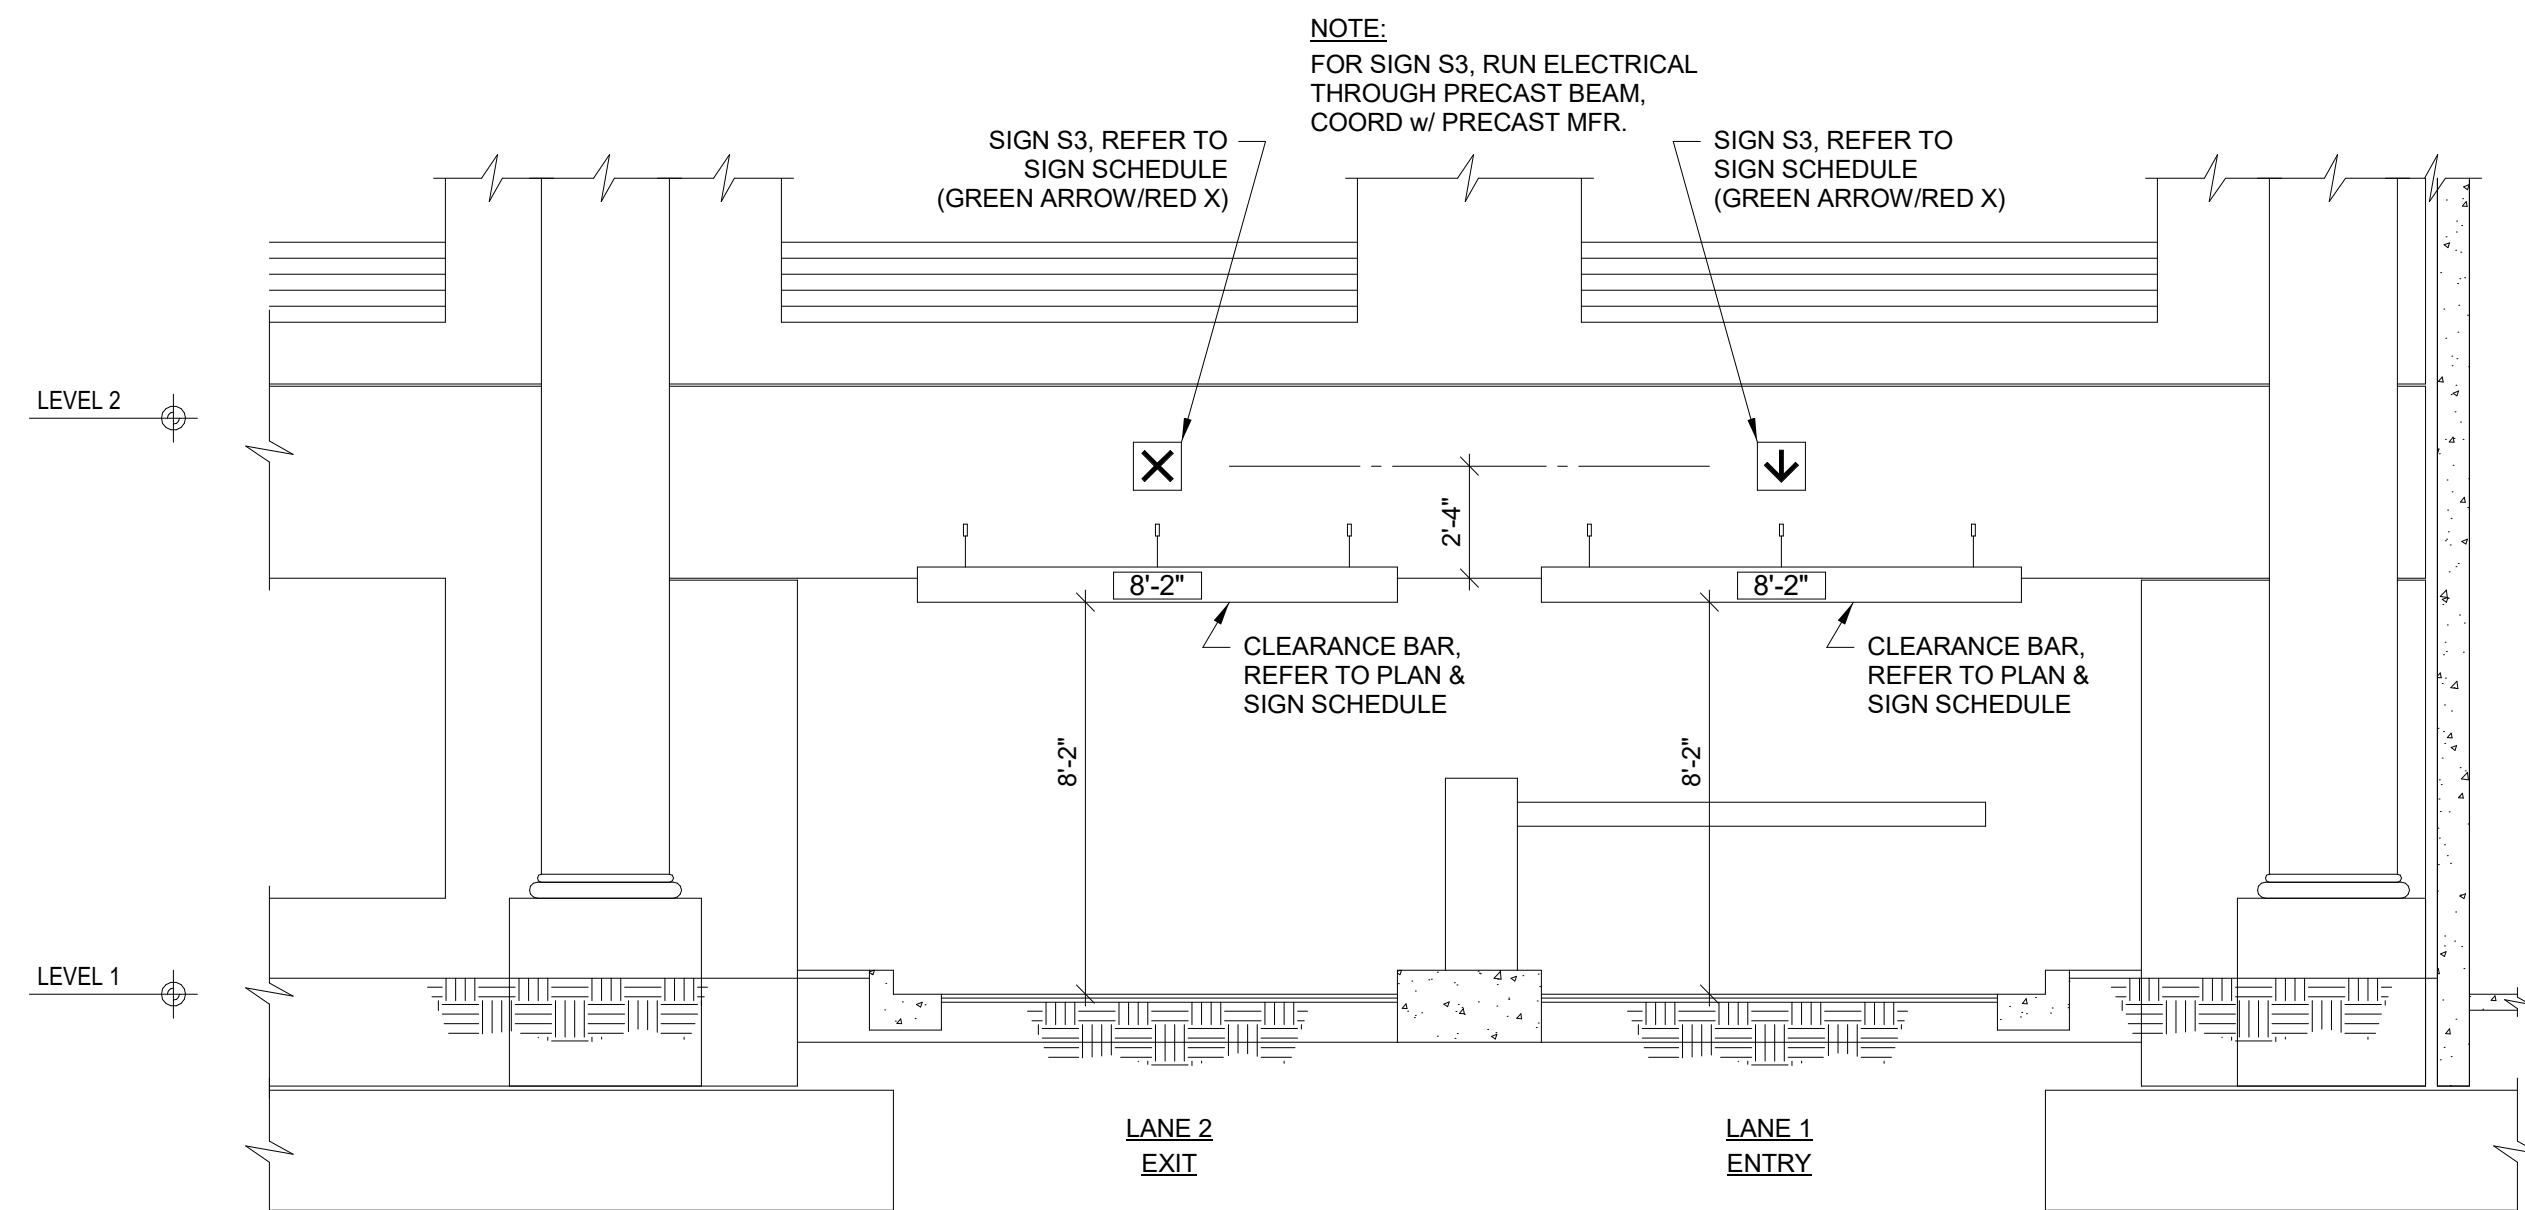 NOTE:
FOR SIGN S3, RUN ELECTRICAL
THROUGH PRECAST BEAM,
COORD w/ PRECAST MFR.
SIGN S3, REFER TO
SIGN SCHEDULE
(GREEN ARROW/RED X)
SIGN S3, REFER TO
SIGN SCHEDULE
(GREEN ARROW/RED X)
LEVEL 2
2'-4"
8'-2"
8'-2"
CLEARANCE BAR,
REFER TO PLAN &
SIGN SCHEDULE
CLEARANCE BAR,
REFER TO PLAN &
SIGN SCHEDULE
8'-2"
8'-2"
LEVEL 1
LANE 2
EXIT
LANE 1
ENTRY